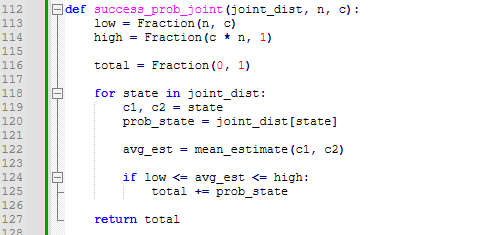 112 def success_prob_joint(joint_dist, n, c):
113     low = Fraction(n, c)
114     high = Fraction(c * n, 1)
115
116     total = Fraction(0, 1)
117
118     for state in joint_dist:
119         c1, c2 = state
120         prob_state = joint_dist[state]
121
122         avg_est = mean_estimate(c1, c2)
123
124         if low <= avg_est <= high:
125             total += prob_state
126
127     return total
128